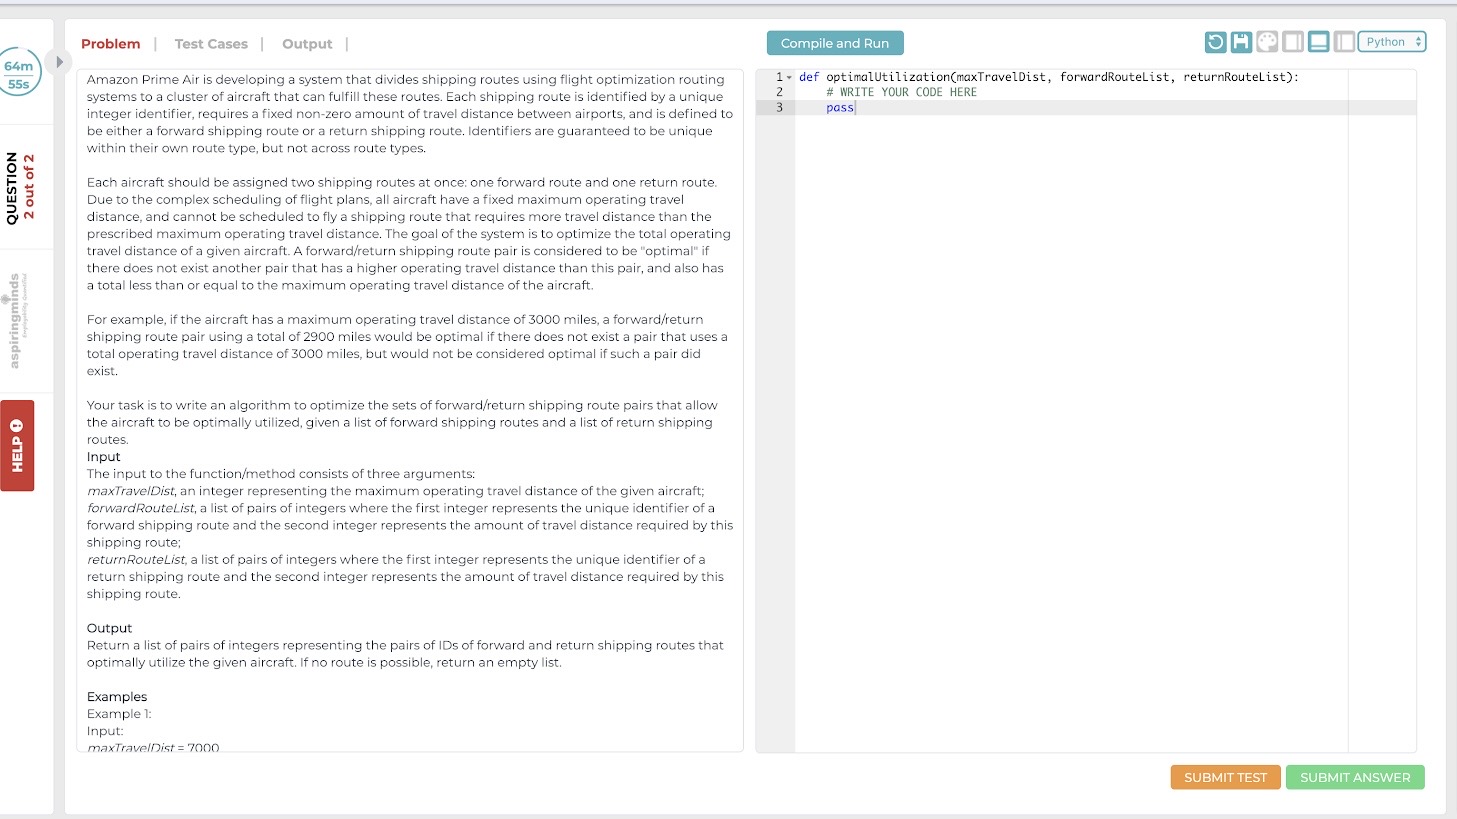 Problem | Test Cases | Output |
Compile and Run
Python
64m
55s
QUESTION
2 out of 2
aspiringminds
HELP
Amazon Prime Air is developing a system that divides shipping routes using flight optimization routing
systems to a cluster of aircraft that can fulfill these routes. Each shipping route is identified by a unique
integer identifier, requires a fixed non-zero amount of travel distance between airports, and is defined to
be either a forward shipping route or a return shipping route. Identifiers are guaranteed to be unique
within their own route type, but not across route types.
Each aircraft should be assigned two shipping routes at once: one forward route and one return route.
Due to the complex scheduling of flight plans, all aircraft have a fixed maximum operating travel
distance, and cannot be scheduled to fly a shipping route that requires more travel distance than the
prescribed maximum operating travel distance. The goal of the system is to optimize the total operating
travel distance of a given aircraft. A forward/return shipping route pair is considered to be "optimal" if
there does not exist another pair that has a higher operating travel distance than this pair, and also has
a total less than or equal to the maximum operating travel distance of the aircraft.
For example, if the aircraft has a maximum operating travel distance of 3000 miles, a forward/return
shipping route pair using a total of 2900 miles would be optimal if there does not exist a pair that uses a
total operating travel distance of 3000 miles, but would not be considered optimal if such a pair did
exist.
Your task is to write an algorithm to optimize the sets of forward/return shipping route pairs that allow
the aircraft to be optimally utilized, given a list of forward shipping routes and a list of return shipping
routes.
Input
The input to the function/method consists of three arguments:
maxTravelDist, an integer representing the maximum operating travel distance of the given aircraft;
forwardRouteList, a list of pairs of integers where the first integer represents the unique identifier of a
forward shipping route and the second integer represents the amount of travel distance required by this
shipping route;
returnRouteList, a list of pairs of integers where the first integer represents the unique identifier of a
return shipping route and the second integer represents the amount of travel distance required by this
shipping route.
Output
Return a list of pairs of integers representing the pairs of IDs of forward and return shipping routes that
optimally utilize the given aircraft. If no route is possible, return an empty list.
Examples
Example 1:
Input:
maxTravelDist = 7000
1 def optimalUtilization(maxTravelDist, forwardRouteList, returnRouteList):
2 # WRITE YOUR CODE HERE
3 pass
SUBMIT TEST
SUBMIT ANSWER